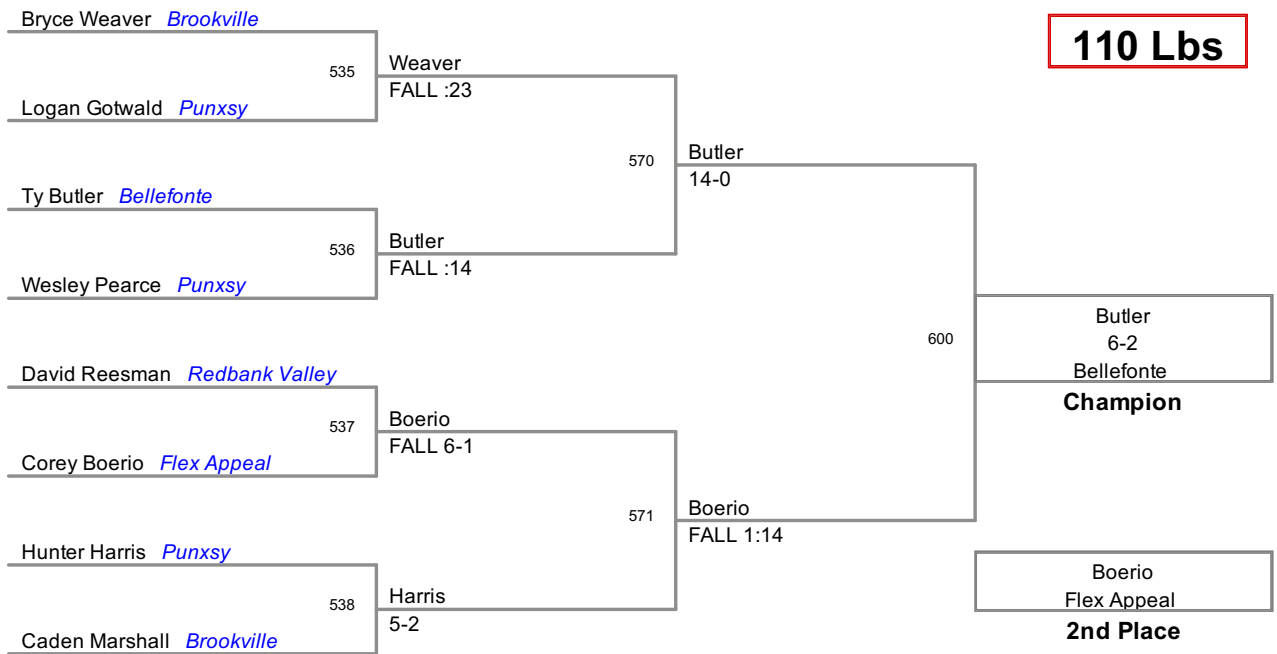 Bryce Weaver Brookville
110 Lbs
535
Weaver
FALL :23
Logan Gotwald Punxsy
570
Butler
14-0
Ty Butler Bellefonte
536
Butler
FALL :14
Wesley Pearce Punxsy
600
Butler
6-2
Bellefonte
Champion
David Reesman Redbank Valley
537
Boerio
FALL 6-1
Corey Boerio Flex Appeal
571
Boerio
FALL 1:14
Hunter Harris Punxsy
538
Harris
5-2
Caden Marshall Brookville
Boerio
Flex Appeal
2nd Place